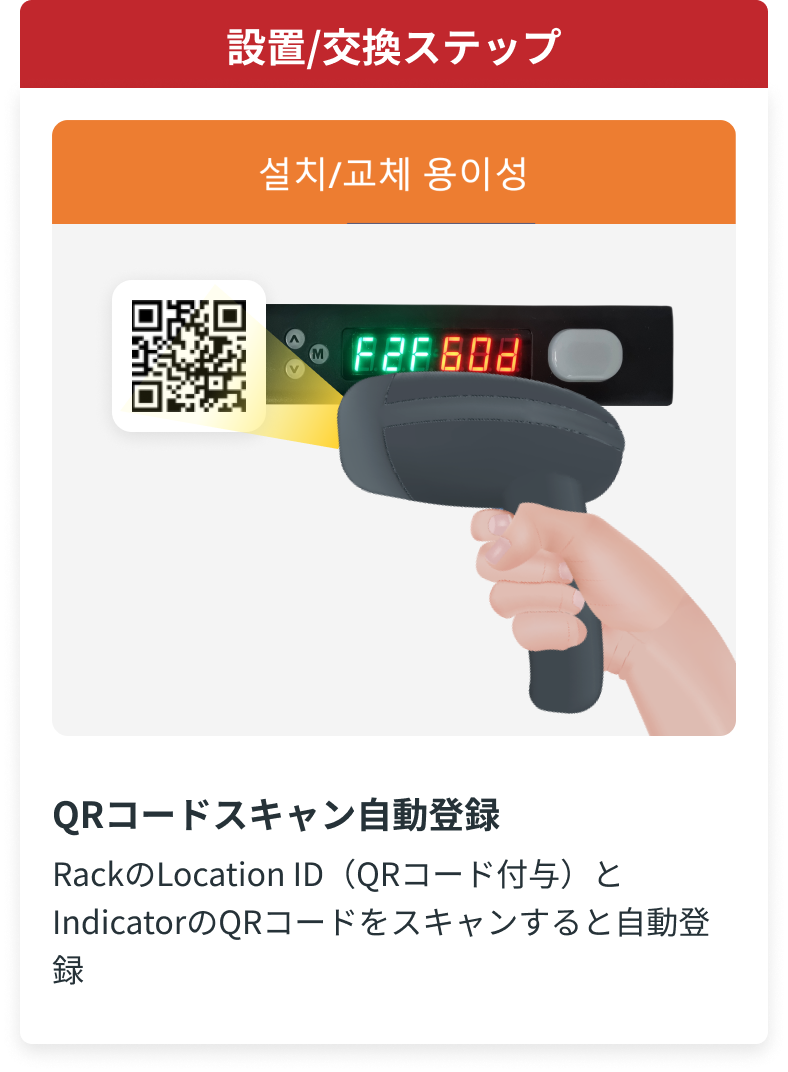 設置/交換ステップ
설치/교체 용이성
M
F2F60d
QRコードスキャン自動登録
RackのLocation ID（QRコード付与）と
IndicatorのQRコードをスキャンすると自動登
録